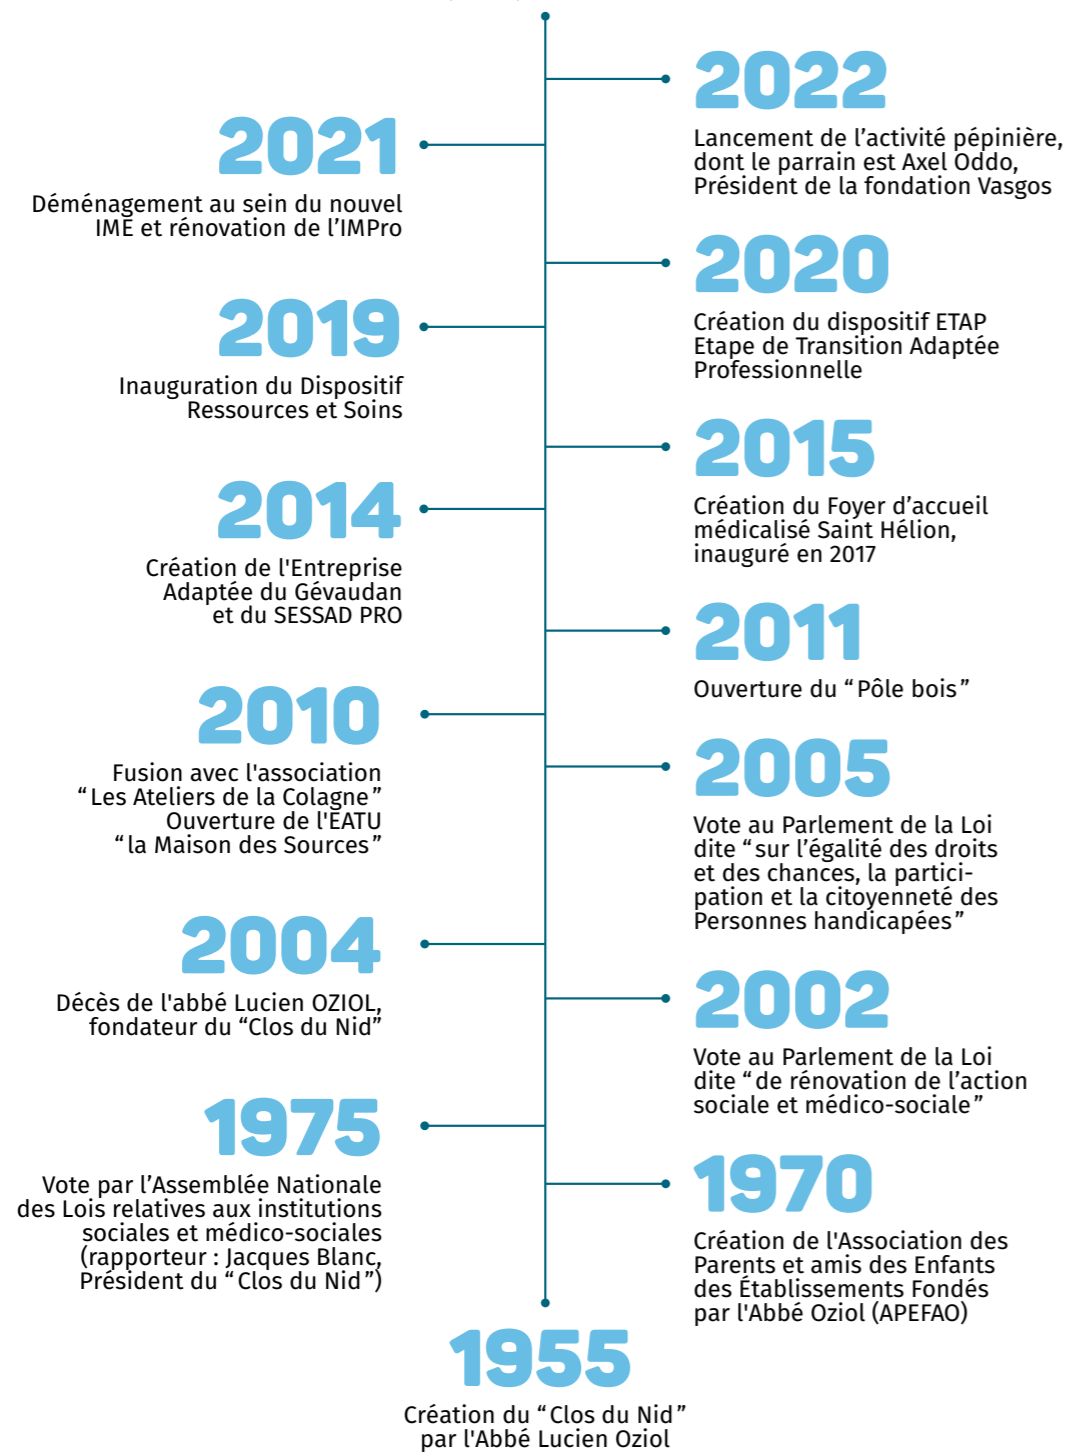 2022
Lancement de l’activité pépinière,
dont le parrain est Axel Oddo,
Président de la fondation Vasgos
2021
Déménagement au sein du nouvel
IME et rénovation de l’IMPro
2020
Création du dispositif ETAP
Etape de Transition Adaptée
Professionnelle
2019
Inauguration du Dispositif
Ressources et Soins
2015
Création du Foyer d’accueil
médicalisé Saint Hélion,
inauguré en 2017
2014
Création de l'Entreprise
Adaptée du Gévaudan
et du SESSAD PRO
2011
Ouverture du “Pôle bois”
2010
Fusion avec l'association
“Les Ateliers de la Colagne”
Ouverture de l'EATU
“la Maison des Sources”
2005
Vote au Parlement de la Loi
dite “sur l’égalité des droits
et des chances, la partici-
pation et la citoyenneté des
Personnes handicapées”
2004
Décès de l'abbé Lucien OZIOL,
fondateur du “Clos du Nid”
2002
Vote au Parlement de la Loi
dite “de rénovation de l’action
sociale et médico-sociale”
1975
Vote par l’Assemblée Nationale
des Lois relatives aux institutions
sociales et médico-sociales
(rapporteur : Jacques Blanc,
Président du “Clos du Nid”)
1970
Création de l'Association des
Parents et amis des Enfants
des Établissements Fondés
par l'Abbé Oziol (APEFAO)
1955
Création du “Clos du Nid”
par l'Abbé Lucien Oziol